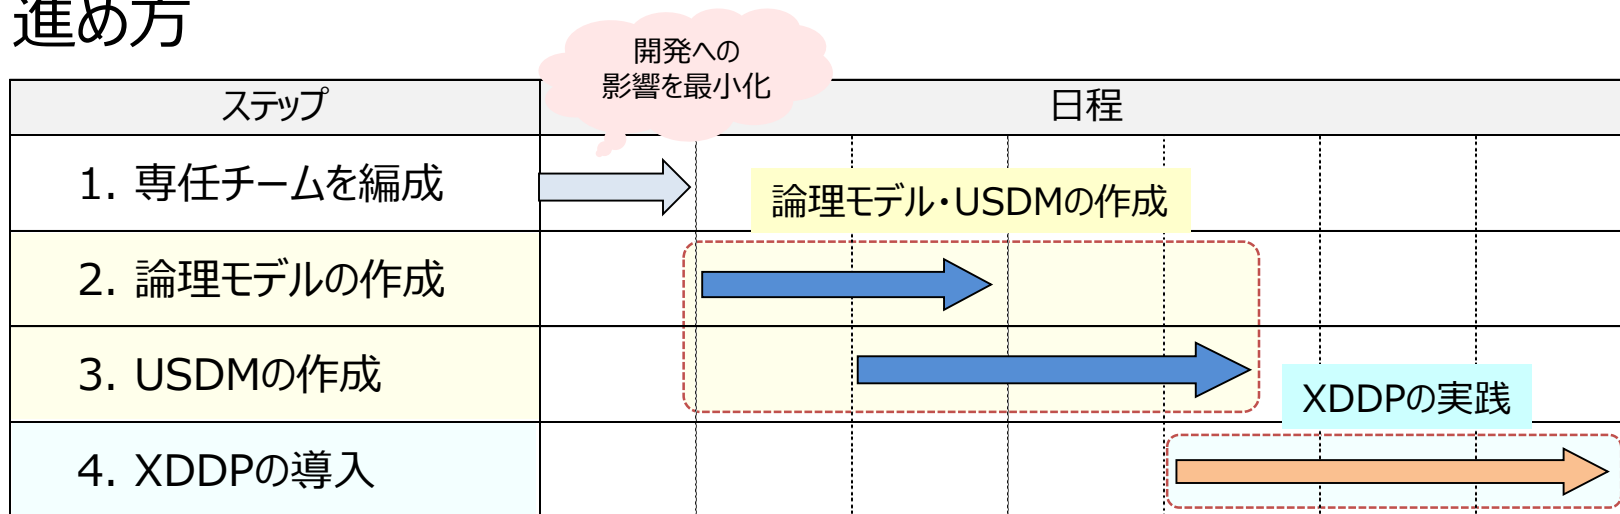 進め方
開発への
影響を最小化
ステップ
日程
1. 専任チームを編成
論理モデル・USDMの作成
2. 論理モデルの作成
3. USDMの作成
XDDPの実践
4. XDDPの導入